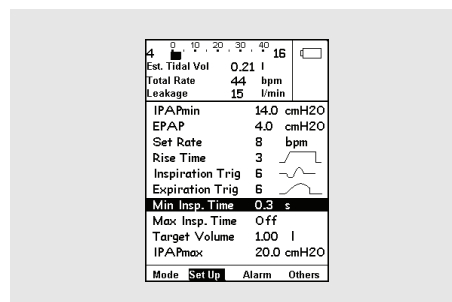 0 10 20 30 40
4 16
Est. Tidal Vol 0.21 l
Total Rate 44 bpm
Leakage 15 l/min
IPAPmin 14.0 cmH2O
EPAP 4.0 cmH2O
Set Rate 8 bpm
Rise Time 3
Inspiration Trig 6
Expiration Trig 6
Min Insp. Time 0.3 s
Max Insp. Time Off
Target Volume 1.00 l
IPAPmax 20.0 cmH2O
Mode Set Up Alarm Others